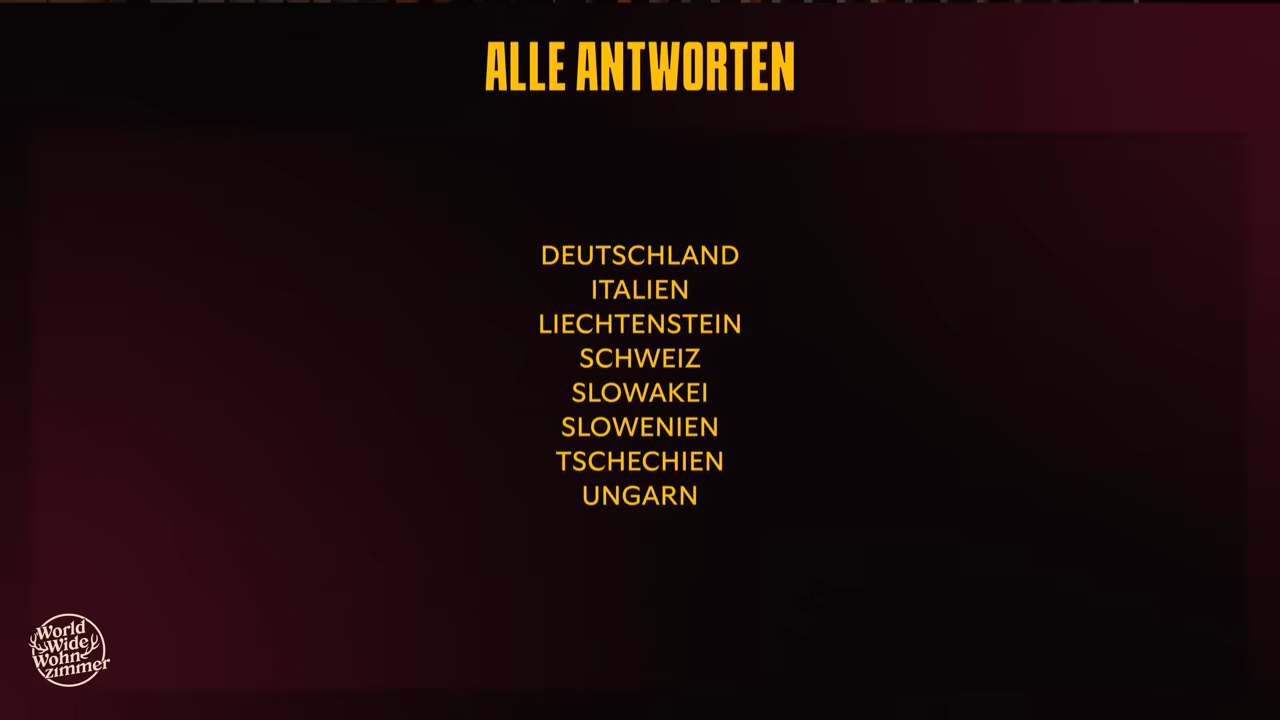 ALLE ANTWORTEN
DEUTSCHLAND
ITALIEN
LIECHTENSTEIN
SCHWEIZ
SLOWAKEI
SLOWENIEN
TSCHECHIEN
UNGARN
World
Wide
Wohn
zimmer